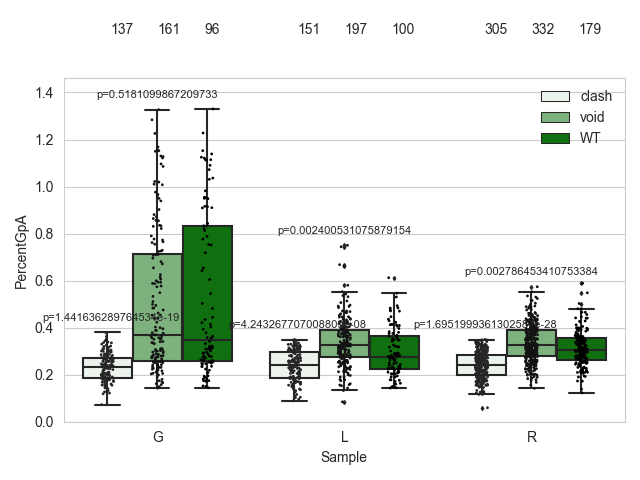 137 161 96 151 197 100 305 332 179
1.4
1.2
1.0
0.8
0.6
0.4
0.2
0.0
PercentGpA
p=0.5181099867209733
p=0.002400531075879154
p=0.002786453410753384
clash
void
WT
G L R
Sample